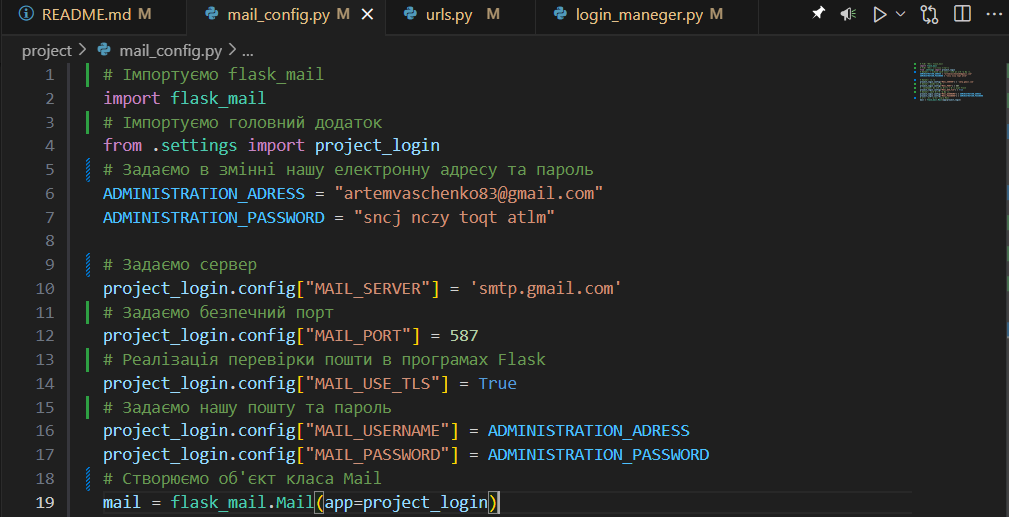 README.md M mail_config.py M urls.py M login_maneger.py M
project > mail_config.py > ...
1 # Імпортуємо flask_mail
2 import flask_mail
3 # Імпортуємо головний додаток
4 from .settings import project_login
5 # Задаємо в змінні нашу електронну адресу та пароль
6 ADMINISTRATION_ADRESS = "artemvaschenko83@gmail.com"
7 ADMINISTRATION_PASSWORD = "sncj nczy toqt atlm"
8
9 # Задаємо сервер
10 project_login.config["MAIL_SERVER"] = 'smtp.gmail.com'
11 # Задаємо безпечний порт
12 project_login.config["MAIL_PORT"] = 587
13 # Реалізація перевірки пошти в програмах Flask
14 project_login.config["MAIL_USE_TLS"] = True
15 # Задаємо нашу пошту та пароль
16 project_login.config["MAIL_USERNAME"] = ADMINISTRATION_ADRESS
17 project_login.config["MAIL_PASSWORD"] = ADMINISTRATION_PASSWORD
18 # Створюємо об'єкт класа Mail
19 mail = flask_mail.Mail(app=project_login)